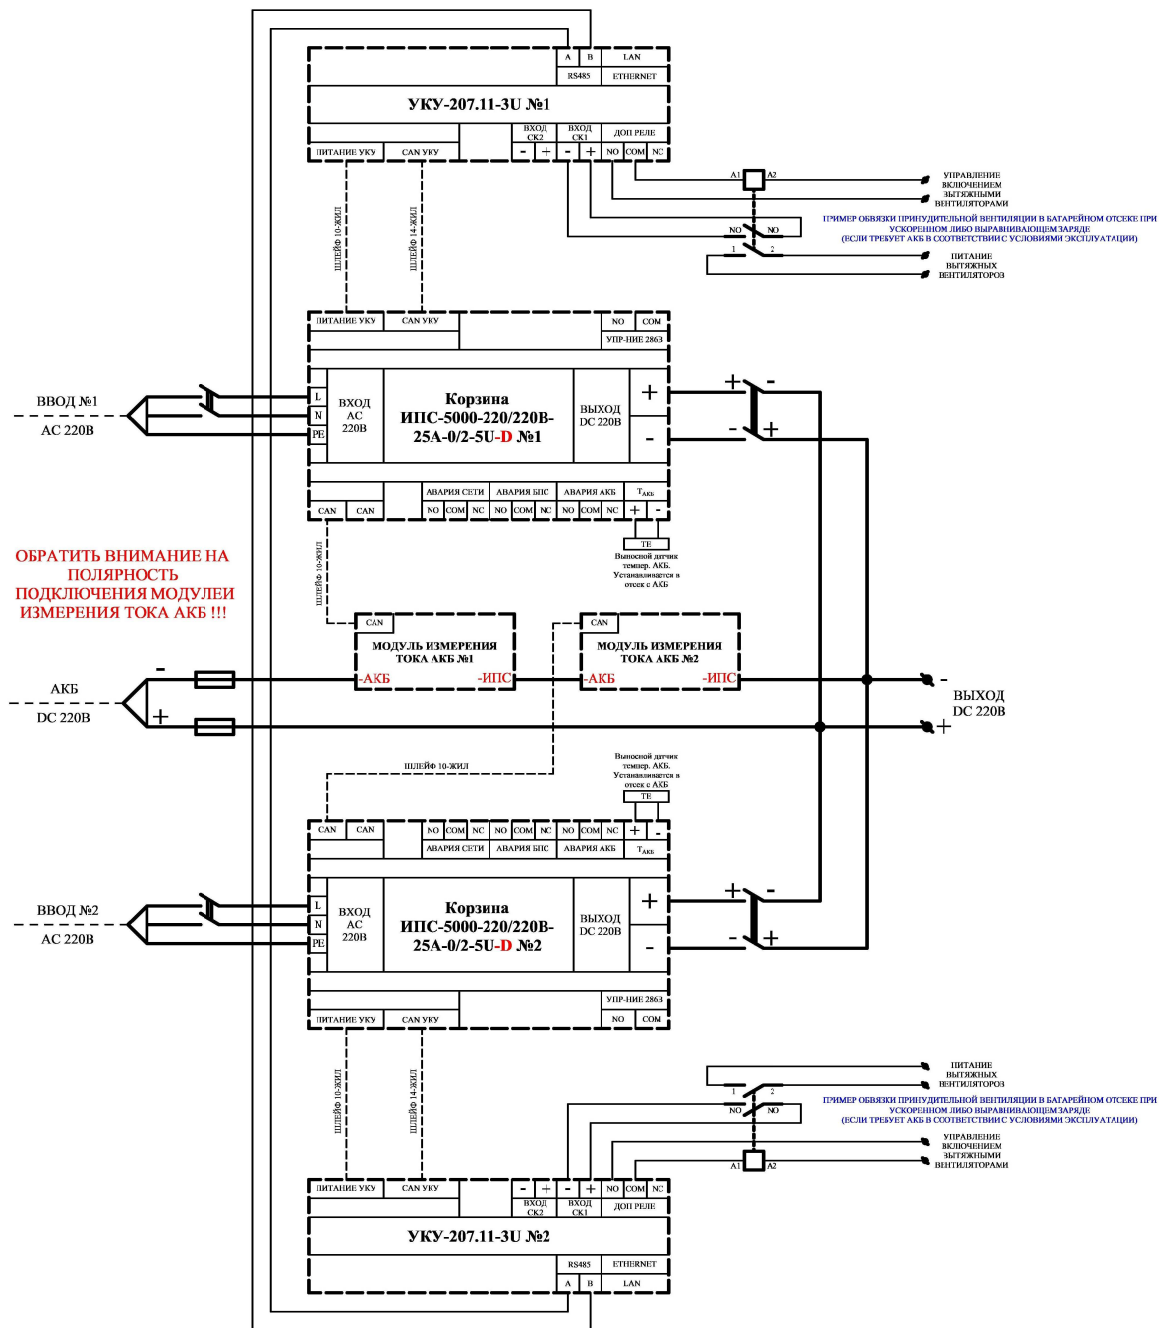 A B LAN
RS485 ETHERNET
УКУ-207.11-3U №1
ВХОД СК2 ВХОД СК1 ДОП РЕЛЕ
ПИТАНИЕ УКУ CAN УКУ - + - + NO COM NC
ШЛЕЙФ 10-ЖИЛ
ШЛЕЙФ 14-ЖИЛ
A1 A2
УПРАВЛЕНИЕ
ВКЛЮЧЕНИЕМ
ВЫТЯЖНЫМИ
ВЕНТИЛЯТОРАМИ
NO NO
1 2
ПРИМЕР ОБВЯЗКИ ПРИНУДИТЕЛЬНОЙ ВЕНТИЛЯЦИИ В БАТАРЕЙНОМ ОТСЕКЕ ПРИ
УСКОРЕННОМ ЛИБО ВЫРАВНИВАЮЩЕМ ЗАРЯДЕ
(ЕСЛИ ТРЕБУЕТ АКБ В СООТВЕТСТВИИ С УСЛОВИЯМИ ЭКСПЛУАТАЦИИ)
ПИТАНИЕ
ВЫТЯЖНЫХ
ВЕНТИЛЯТОРОВ
ПИТАНИЕ УКУ CAN УКУ NO COM
УПР-НИЕ 2863
ВВОД №1
AC 220В
L
N
PE
ВХОД
AC
220В
Корзина
ИПС-5000-220/220В-
25А-0/2-5U-D №1
ВЫХОД
DC 220В
+
-
+ -
- +
АВАРИЯ СЕТИ АВАРИЯ БПС АВАРИЯ АКБ TАКБ
CAN CAN NO COM NC NO COM NC NO COM NC + -
TE
Выносной датчик
темпер. АКБ.
Устанавливается в
отсек с АКБ
ШЛЕЙФ 10-ЖИЛ
ОБРАТИТЬ ВНИМАНИЕ НА
ПОЛЯРНОСТЬ
ПОДКЛЮЧЕНИЯ МОДУЛЕЙ
ИЗМЕРЕНИЯ ТОКА АКБ !!!
CAN
МОДУЛЬ ИЗМЕРЕНИЯ
ТОКА АКБ №1
-АКБ -ИПС
CAN
МОДУЛЬ ИЗМЕРЕНИЯ
ТОКА АКБ №2
-АКБ -ИПС
АКБ
DC 220В
-
+
-
+
ВЫХОД
DC 220В
ШЛЕЙФ 10-ЖИЛ
Выносной датчик
темпер. АКБ.
Устанавливается в
отсек с АКБ
TE
CAN CAN NO COM NC NO COM NC NO COM NC + -
АВАРИЯ СЕТИ АВАРИЯ БПС АВАРИЯ АКБ TАКБ
ВВОД №2
AC 220В
L
N
PE
ВХОД
AC
220В
Корзина
ИПС-5000-220/220В-
25А-0/2-5U-D №2
ВЫХОД
DC 220В
+
-
+ -
- +
УПР-НИЕ 2863
ПИТАНИЕ УКУ CAN УКУ NO COM
ШЛЕЙФ 10-ЖИЛ
ШЛЕЙФ 14-ЖИЛ
ПИТАНИЕ
ВЫТЯЖНЫХ
ВЕНТИЛЯТОРОВ
1 2
NO NO
ПРИМЕР ОБВЯЗКИ ПРИНУДИТЕЛЬНОЙ ВЕНТИЛЯЦИИ В БАТАРЕЙНОМ ОТСЕКЕ ПРИ
УСКОРЕННОМ ЛИБО ВЫРАВНИВАЮЩЕМ ЗАРЯДЕ
(ЕСЛИ ТРЕБУЕТ АКБ В СООТВЕТСТВИИ С УСЛОВИЯМИ ЭКСПЛУАТАЦИИ)
УПРАВЛЕНИЕ
ВКЛЮЧЕНИЕМ
ВЫТЯЖНЫМИ
ВЕНТИЛЯТОРАМИ
A1 A2
ПИТАНИЕ УКУ CAN УКУ - + - + NO COM NC
ВХОД СК2 ВХОД СК1 ДОП РЕЛЕ
УКУ-207.11-3U №2
RS485 ETHERNET
A B LAN